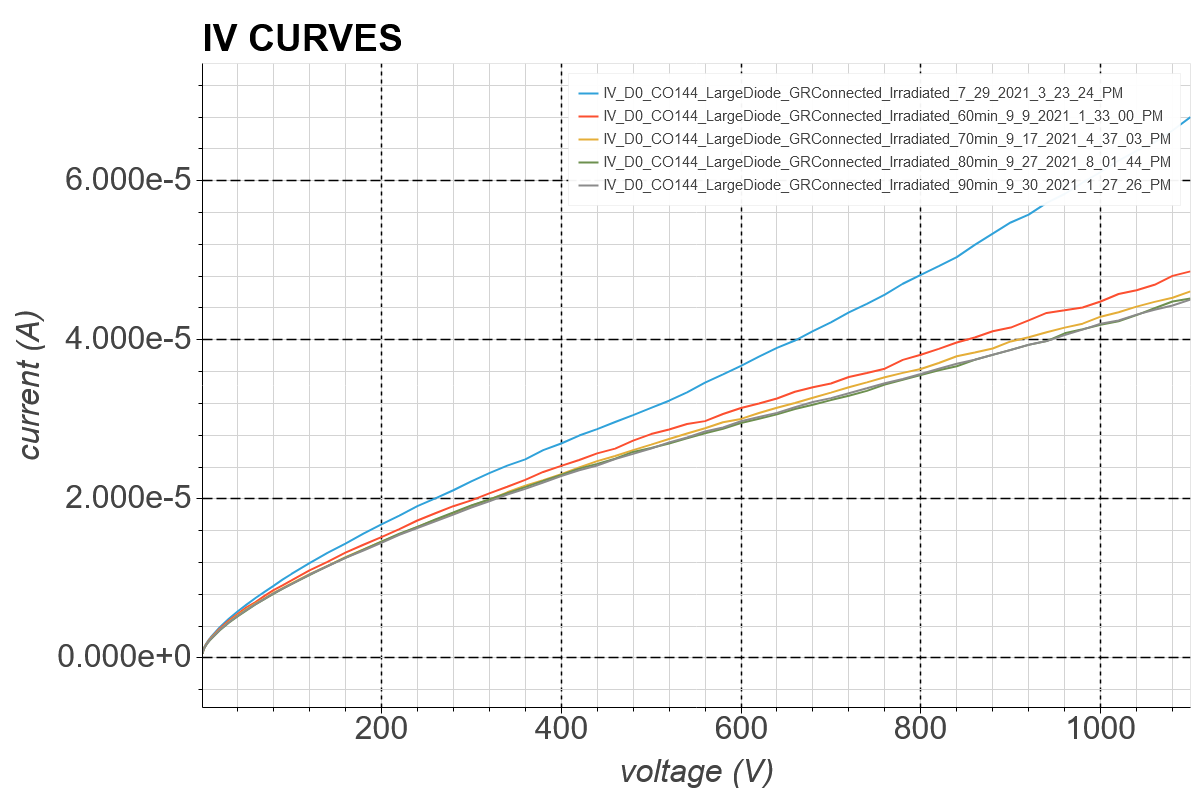 IV CURVES
IV_D0_CO144_LargeDiode_GRConnected_Irradiated_7_29_2021_3_23_24_PM
IV_D0_CO144_LargeDiode_GRConnected_Irradiated_60min_9_9_2021_1_33_00_PM
IV_D0_CO144_LargeDiode_GRConnected_Irradiated_70min_9_17_2021_4_37_03_PM
IV_D0_CO144_LargeDiode_GRConnected_Irradiated_80min_9_27_2021_8_01_44_PM
IV_D0_CO144_LargeDiode_GRConnected_Irradiated_90min_9_30_2021_1_27_26_PM
6.000e-5
4.000e-5
2.000e-5
0.000e+0
current (A)
200 400 600 800 1000
voltage (V)